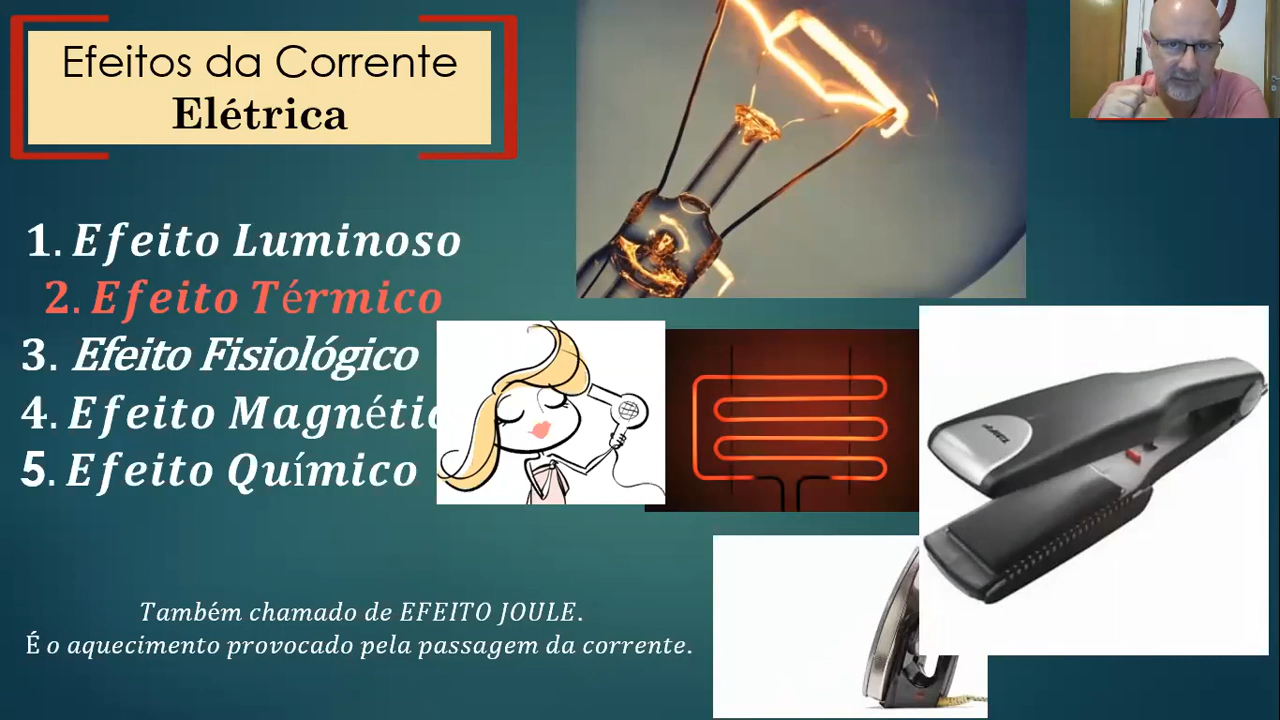 Efeitos da Corrente
Elétrica
1. Efeito Luminoso
2. Efeito Térmico
3. Efeito Fisiológico
4. Efeito Magnétic
5. Efeito Químico
Também chamado de EFEITO JOULE.
É o aquecimento provocado pela passagem da corrente.